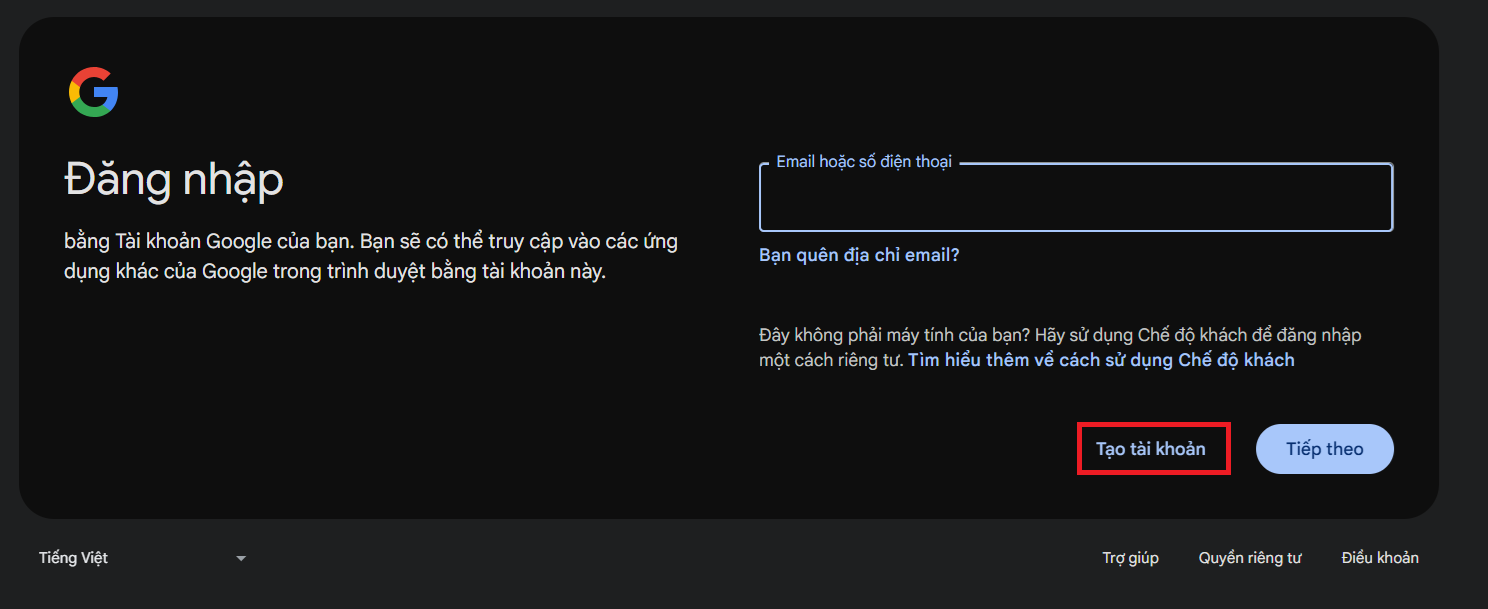 Đăng nhập
bằng Tài khoản Google của bạn. Bạn sẽ có thể truy cập vào các ứng
dụng khác của Google trong trình duyệt bằng tài khoản này.
Email hoặc số điện thoại
Bạn quên địa chỉ email?
Đây không phải máy tính của bạn? Hãy sử dụng Chế độ khách để đăng nhập
một cách riêng tư. Tìm hiểu thêm về cách sử dụng Chế độ khách
Tạo tài khoản
Tiếp theo
Tiếng Việt
Trợ giúp
Quyền riêng tư
Điều khoản